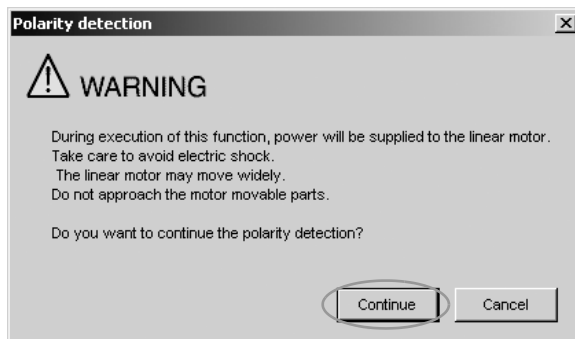 Polarity detection
WARNING
During execution of this function, power will be supplied to the linear motor.
Take care to avoid electric shock.
The linear motor may move widely.
Do not approach the motor movable parts.
Do you want to continue the polarity detection?
Continue
Cancel